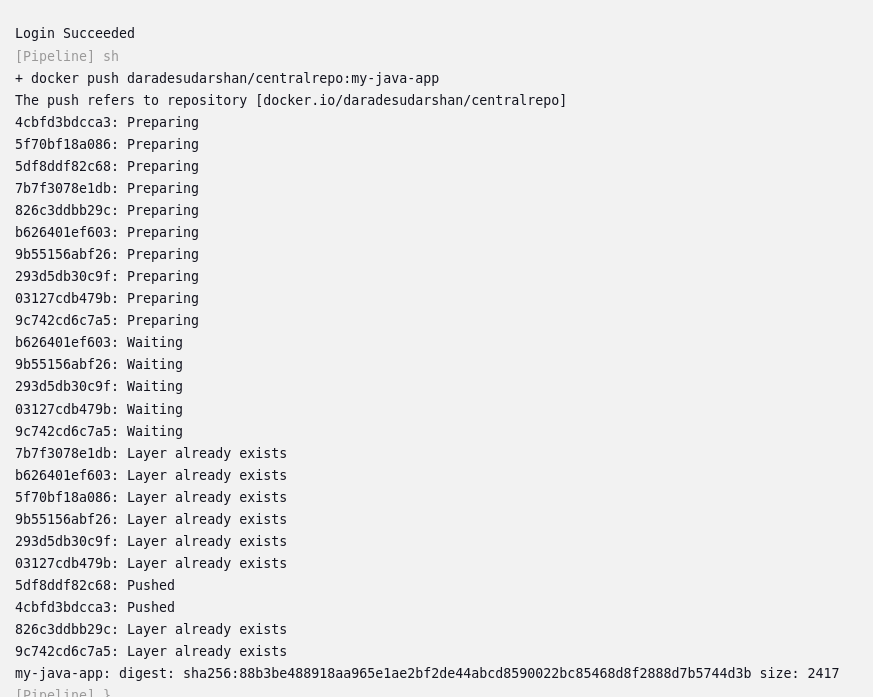 Login Succeeded
[Pipeline] sh
+ docker push daradesudarshan/centralrepo:my-java-app
The push refers to repository [docker.io/daradesudarshan/centralrepo]
4cbfd3bdcca3: Preparing
5f70bf18a086: Preparing
5df8ddf82c68: Preparing
7b7f3078e1db: Preparing
826c3ddbb29c: Preparing
b626401ef603: Preparing
9b55156abf26: Preparing
293d5db30c9f: Preparing
03127cdb479b: Preparing
9c742cd6c7a5: Preparing
b626401ef603: Waiting
9b55156abf26: Waiting
293d5db30c9f: Waiting
03127cdb479b: Waiting
9c742cd6c7a5: Waiting
7b7f3078e1db: Layer already exists
b626401ef603: Layer already exists
5f70bf18a086: Layer already exists
9b55156abf26: Layer already exists
293d5db30c9f: Layer already exists
03127cdb479b: Layer already exists
5df8ddf82c68: Pushed
4cbfd3bdcca3: Pushed
826c3ddbb29c: Layer already exists
9c742cd6c7a5: Layer already exists
my-java-app: digest: sha256:88b3be488918aa965e1ae2bf2de44abcd8590022bc85468d8f2888d7b5744d3b size: 2417
[Pipeline] }